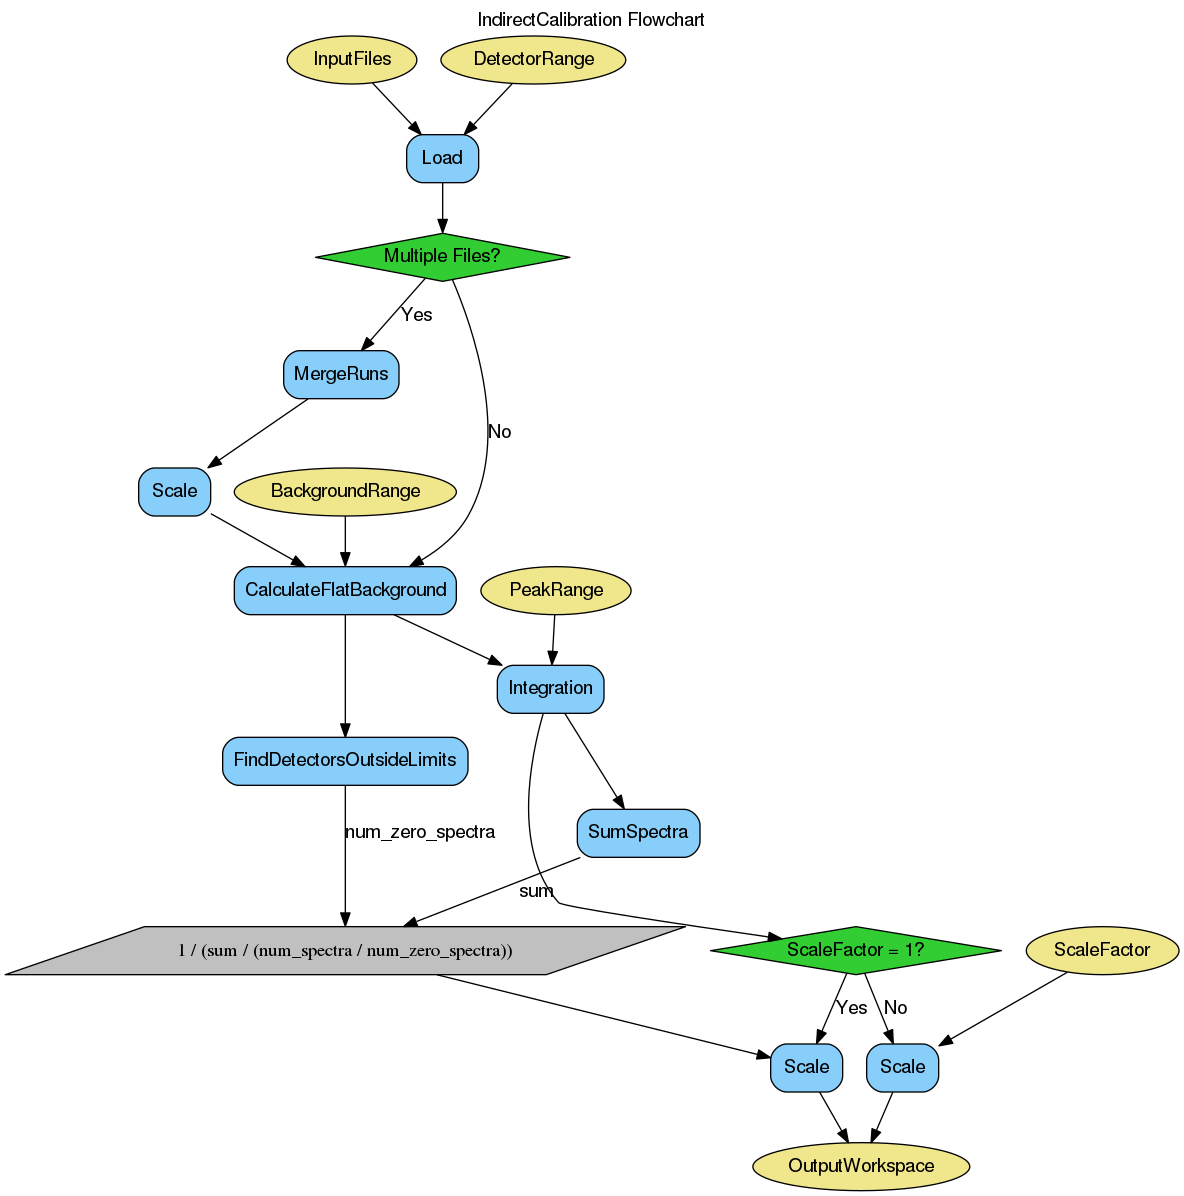 IndirectCalibration Flowchart
InputFiles
DetectorRange
Load
Multiple Files?
Yes
MergeRuns
No
Scale
BackgroundRange
CalculateFlatBackground
PeakRange
Integration
FindDetectorsOutsideLimits
num_zero_spectra
SumSpectra
sum
1 / (sum / (num_spectra / num_zero_spectra))
ScaleFactor = 1?
ScaleFactor
Yes
No
Scale
Scale
OutputWorkspace